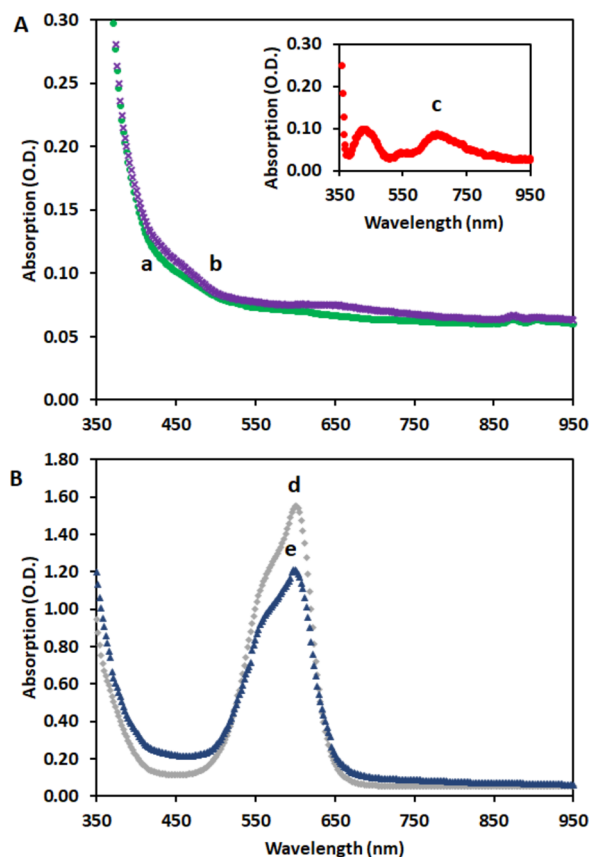 A
0.30
0.25
0.20
0.15
0.10
0.05
0.00
Absorption (O.D.)
350 450 550 650 750 850 950
a
b
0.30
0.20
0.10
0.00
Absorption (O.D.)
c
350 550 750 950
Wavelength (nm)
B
1.80
1.60
1.40
1.20
1.00
0.80
0.60
0.40
0.20
0.00
Absorption (O.D.)
d
e
350 450 550 650 750 850 950
Wavelength (nm)